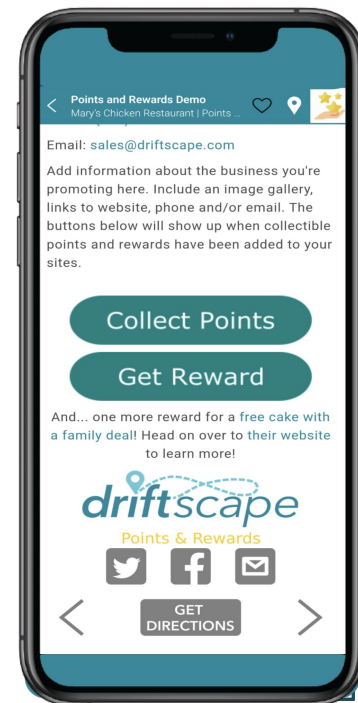 Points and Rewards Demo
Mary's Chicken Restaurant | Points ...
Email: sales@driftscape.com
Add information about the business you're
promoting here. Include an image gallery,
links to website, phone and/or email. The
buttons below will show up when collectible
points and rewards have been added to your
sites.
Collect Points
Get Reward
And... one more reward for a free cake with
a family deal! Head on over to their website
to learn more!
driftscape
Points & Rewards
GET
DIRECTIONS